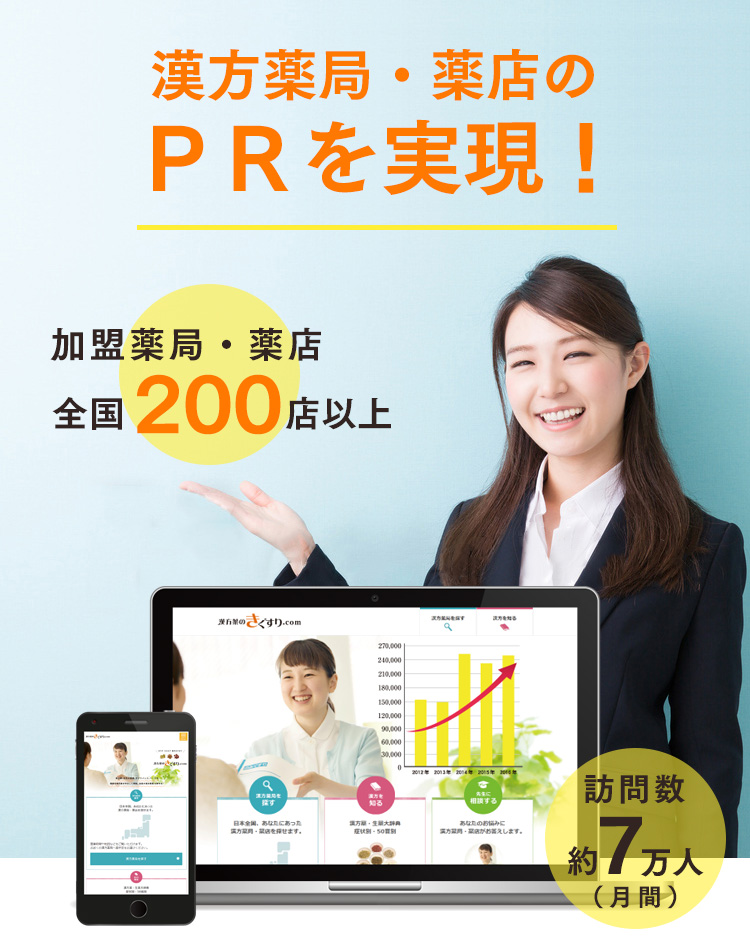 漢方薬局・薬店の
ＰＲを実現！
加盟薬局・薬店
全国200店以上
漢方薬のきぐすり.com
漢方薬局を探す
漢方を知る
270,000
240,000
210,000
180,000
150,000
120,000
90,000
60,000
30,000
0
2012年 2013年 2014年 2015年 2016年
漢方薬局を
探す
漢方を
知る
先生に
相談する
日本全国、あなたにあった
漢方薬局・薬店を探せます。
漢方薬・生薬大辞典
症状別・50音別
あなたのお悩みに
漢方薬局・薬店がお答えします。
訪問数
約7万人
（月間）